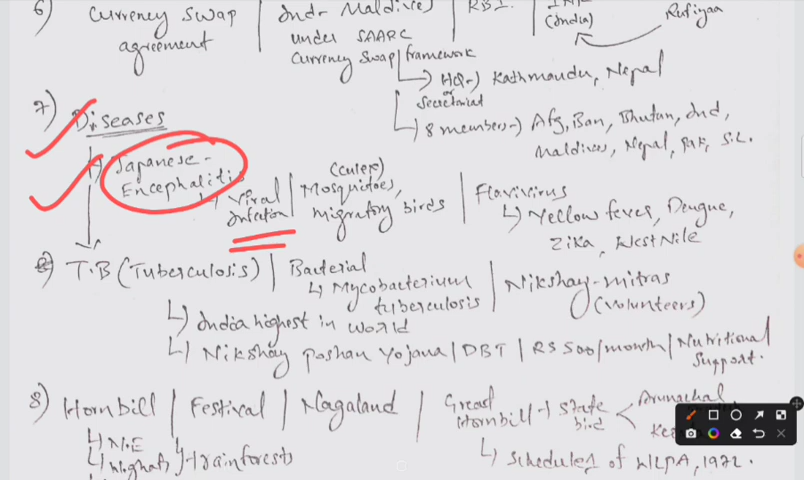 6) Currency Swap | Ind- Maldives | RBI |
agreement under SAARC (India) Rufiyaa
Currency Swap framework
↳ HQ→ Kathmandu, Nepal
or
Secretariat
↳ 8 members→ Afg, Ban, Bhutan, Ind,
Maldives, Nepal, Pak, S.L.
7) Diseases
Japanese-
Encephalitis
↳ Viral | (culex) Mosquitoes, | Flavivirus
infection migratory birds ↳ Yellow fever, Dengue,
Zika, West Nile
T.B (Tuberculosis) | Bacterial | Nikshay-mitras
↳ Mycobacterium (volunteers)
tuberculosis
↳ India highest in World
↳ Nikshay Poshan Yojana | DBT | RS 500/month | Nutritional
Support.
8) Hornbill | Festival | Nagaland | Great Hornbill → State bird < Arunachal
↳ N.E
↳ W.ghats } → rainforests
↳ Schedule of WLPA, 1972.